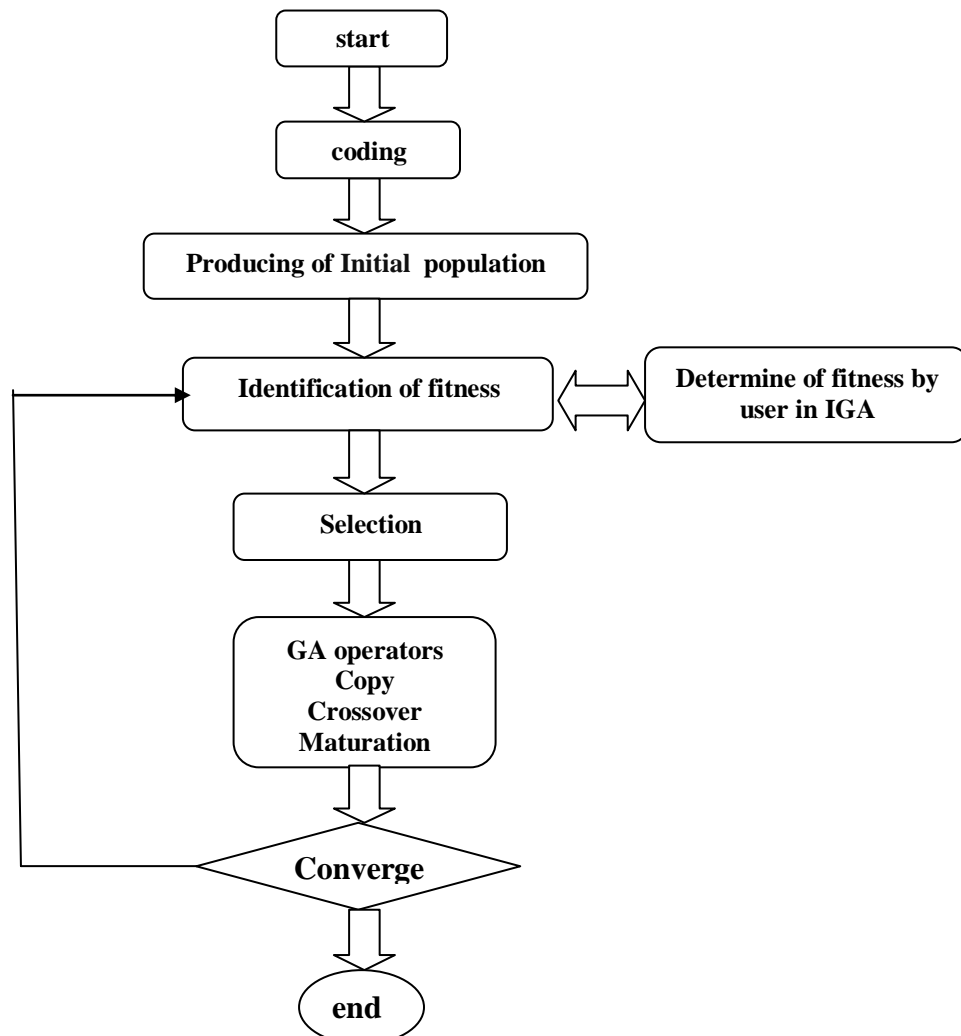 start
coding
Producing of Initial population
Identification of fitness
Determine of fitness by
user in IGA
Selection
GA operators
Copy
Crossover
Maturation
Converge
end